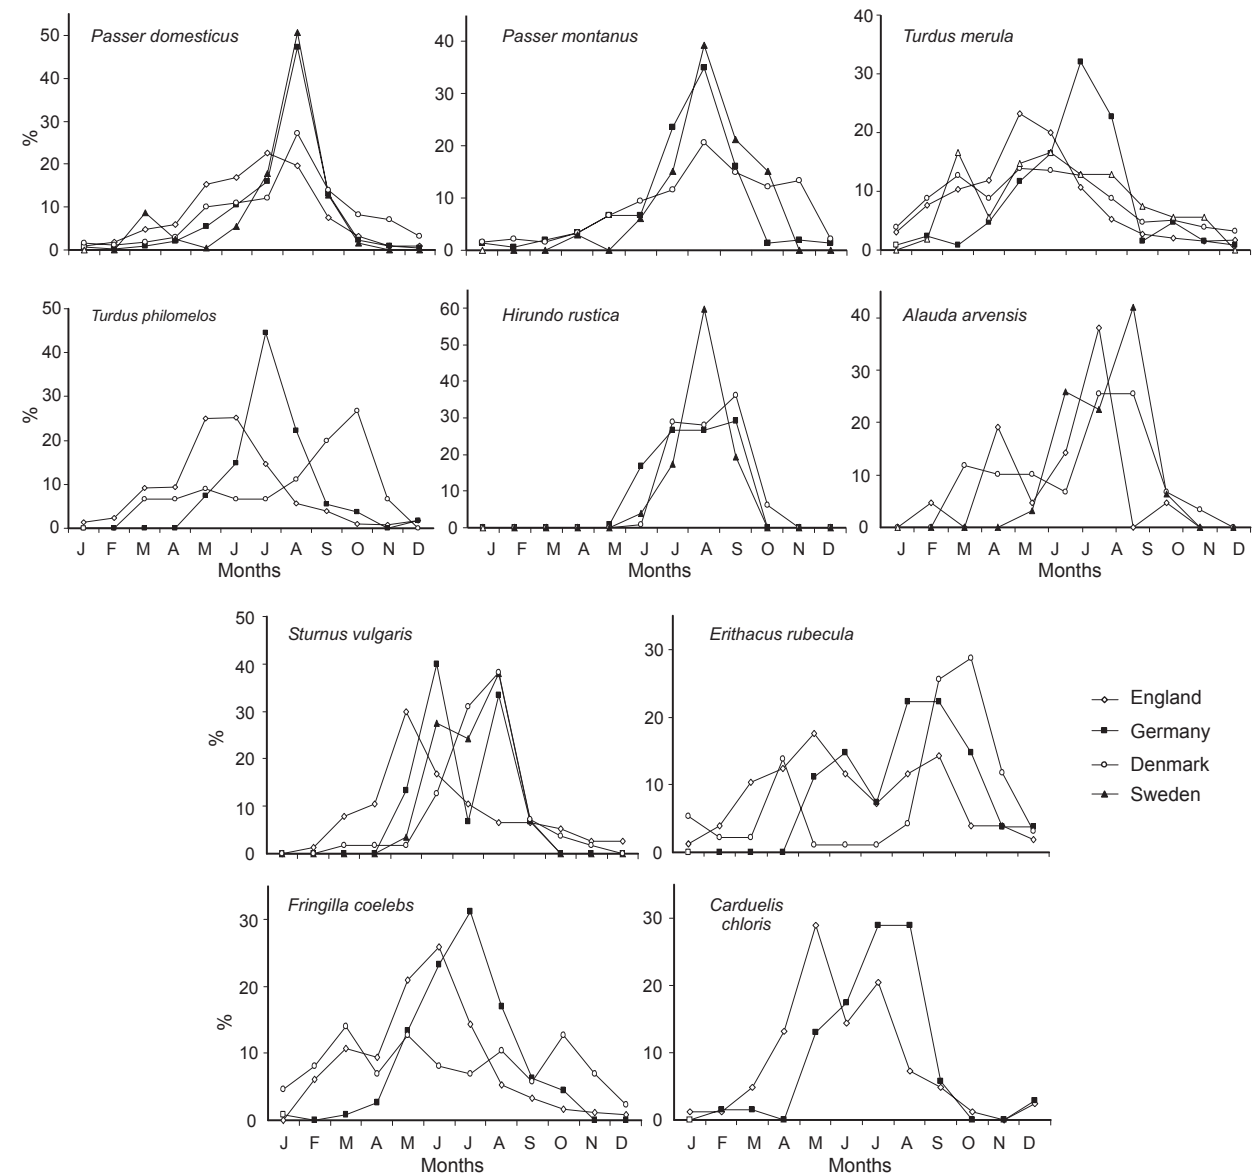 Passer domesticus
50
40
30
20
10
0
%
Passer montanus
40
30
20
10
0
Turdus merula
40
30
20
10
0
Turdus philomelos
50
40
30
20
10
0
%
J F M A M J J A S O N D
Months
Hirundo rustica
60
50
40
30
20
10
0
J F M A M J J A S O N D
Months
Alauda arvensis
40
30
20
10
0
J F M A M J J A S O N D
Months
Sturnus vulgaris
50
40
30
20
10
0
%
Erithacus rubecula
30
20
10
0
England
Germany
Denmark
Sweden
Fringilla coelebs
30
20
10
0
%
J F M A M J J A S O N D
Months
Carduelis
chloris
30
20
10
0
J F M A M J J A S O N D
Months